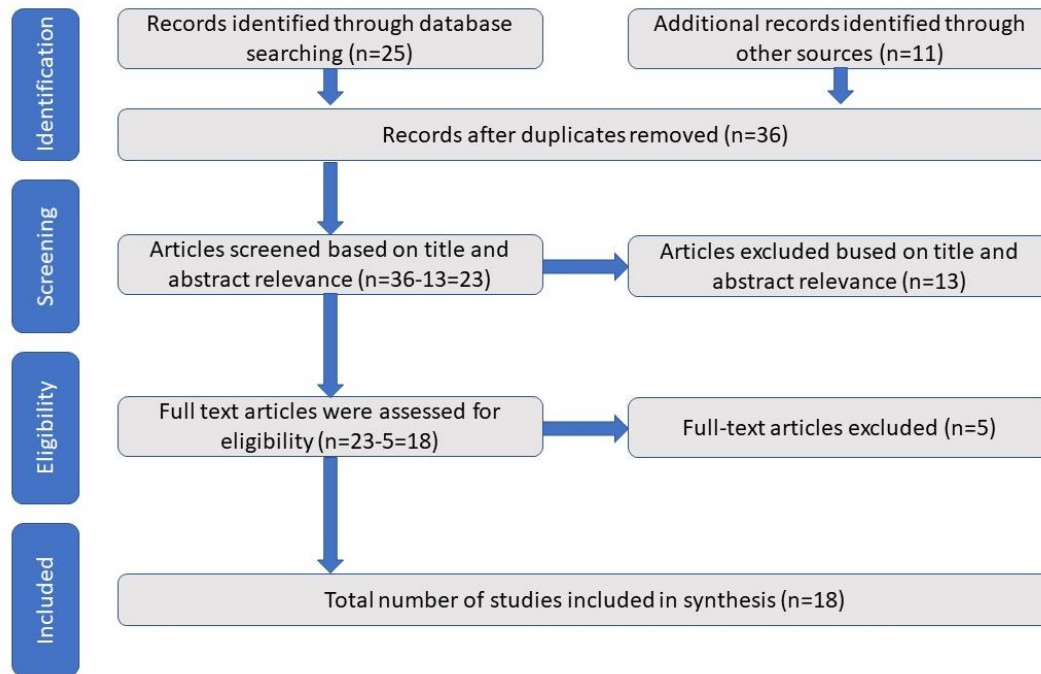 Identification
Records identified through database
searching (n=25)
Additional records identified through
other sources (n=11)
Records after duplicates removed (n=36)
Screening
Articles screened based on title and
abstract relevance (n=36-13=23)
Articles excluded bused on title and
abstract relevance (n=13)
Eligibility
Full text articles were assessed for
eligibility (n=23-5=18)
Full-text articles excluded (n=5)
Included
Total number of studies included in synthesis (n=18)